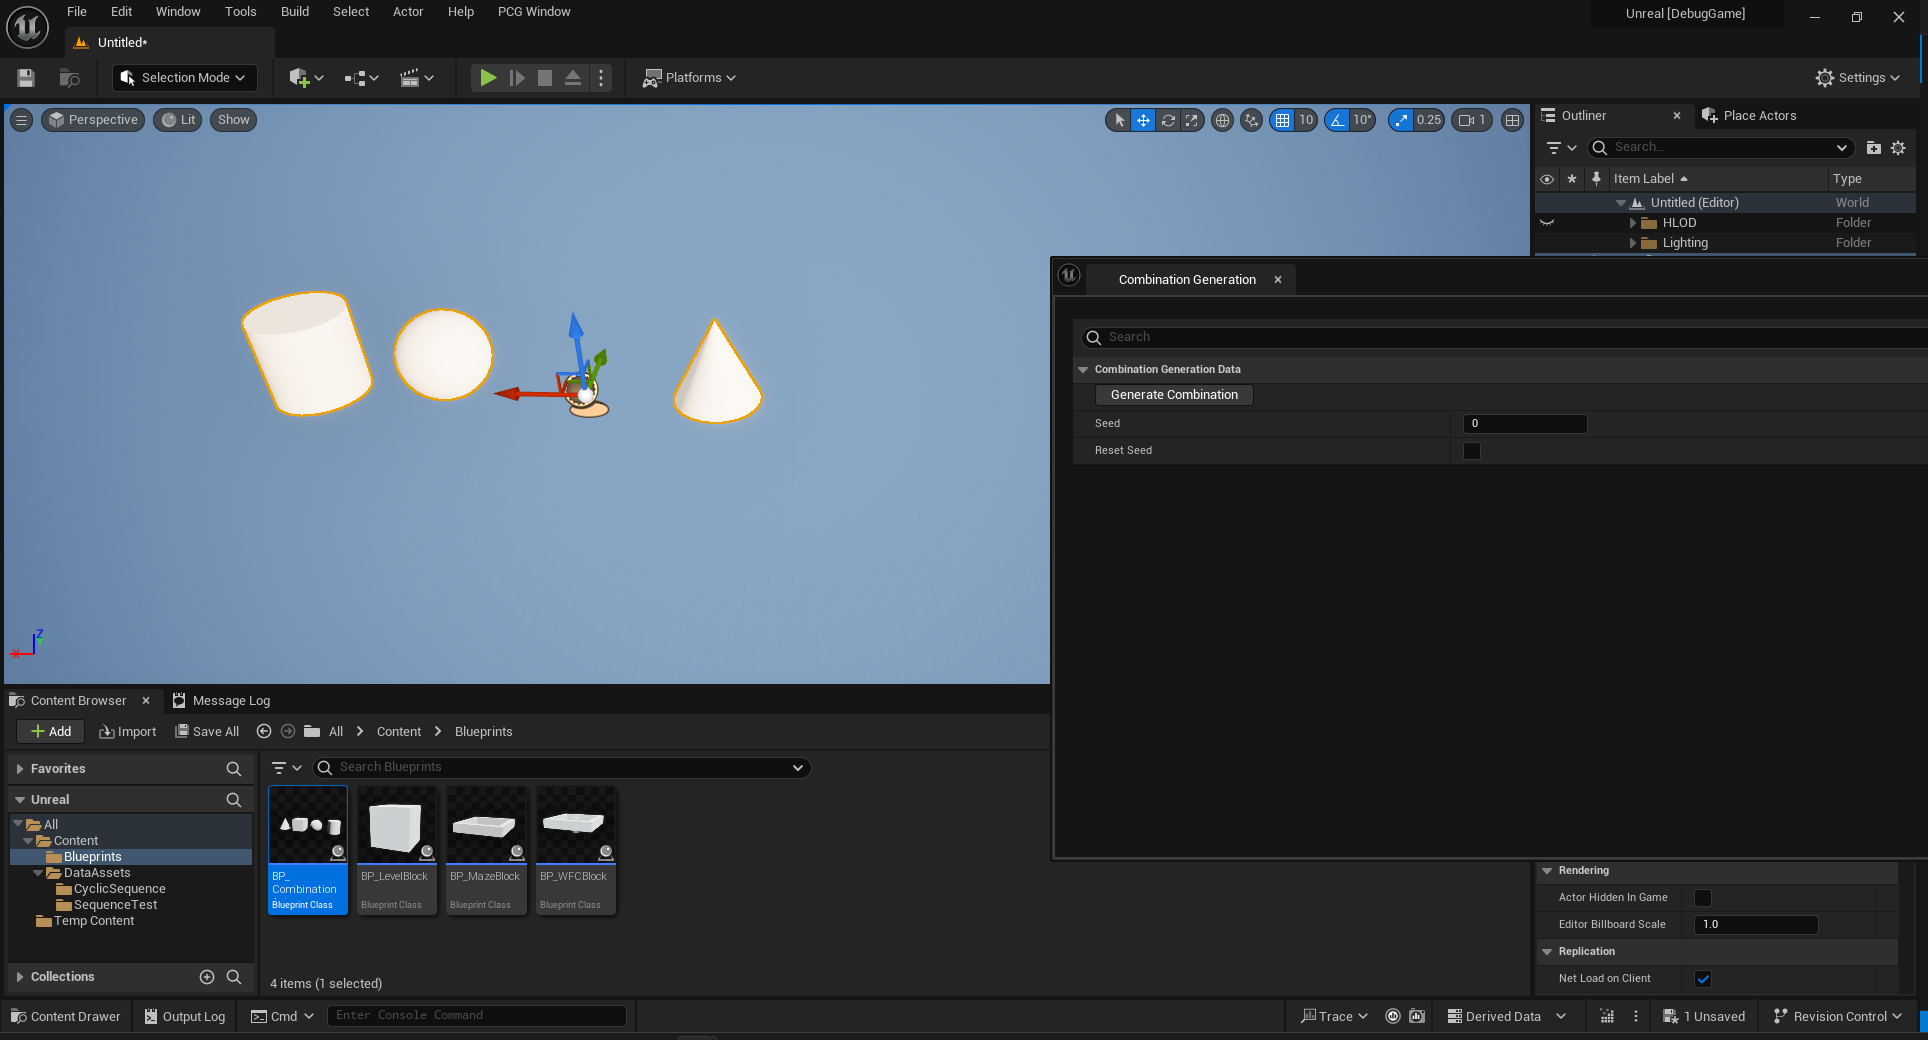 File Edit Window Tools Build Select Actor Help PCG Window
Unreal [DebugGame]
Untitled*
Selection Mode
Platforms
Settings
Perspective Lit Show
10 10° 0.25 1
Outliner
Place Actors
Search...
Item Label Type
Untitled (Editor) World
HLOD Folder
Lighting Folder
Combination Generation
Search
Combination Generation Data
Generate Combination
Seed 0
Reset Seed
Z
X
Content Browser
Message Log
Add Import Save All All Content Blueprints
Favorites
Search Blueprints
Unreal
All
Content
Blueprints
DataAssets
CyclicSequence
SequenceTest
Temp Content
Collections
BP_
Combination
Blueprint Class
BP_LevelBlock
Blueprint Class
BP_MazeBlock
Blueprint Class
BP_WFCBlock
Blueprint Class
4 items (1 selected)
Rendering
Actor Hidden In Game
Editor Billboard Scale 1.0
Replication
Net Load on Client
Content Drawer Output Log Cmd Enter Console Command
Trace Derived Data 1 Unsaved Revision Control